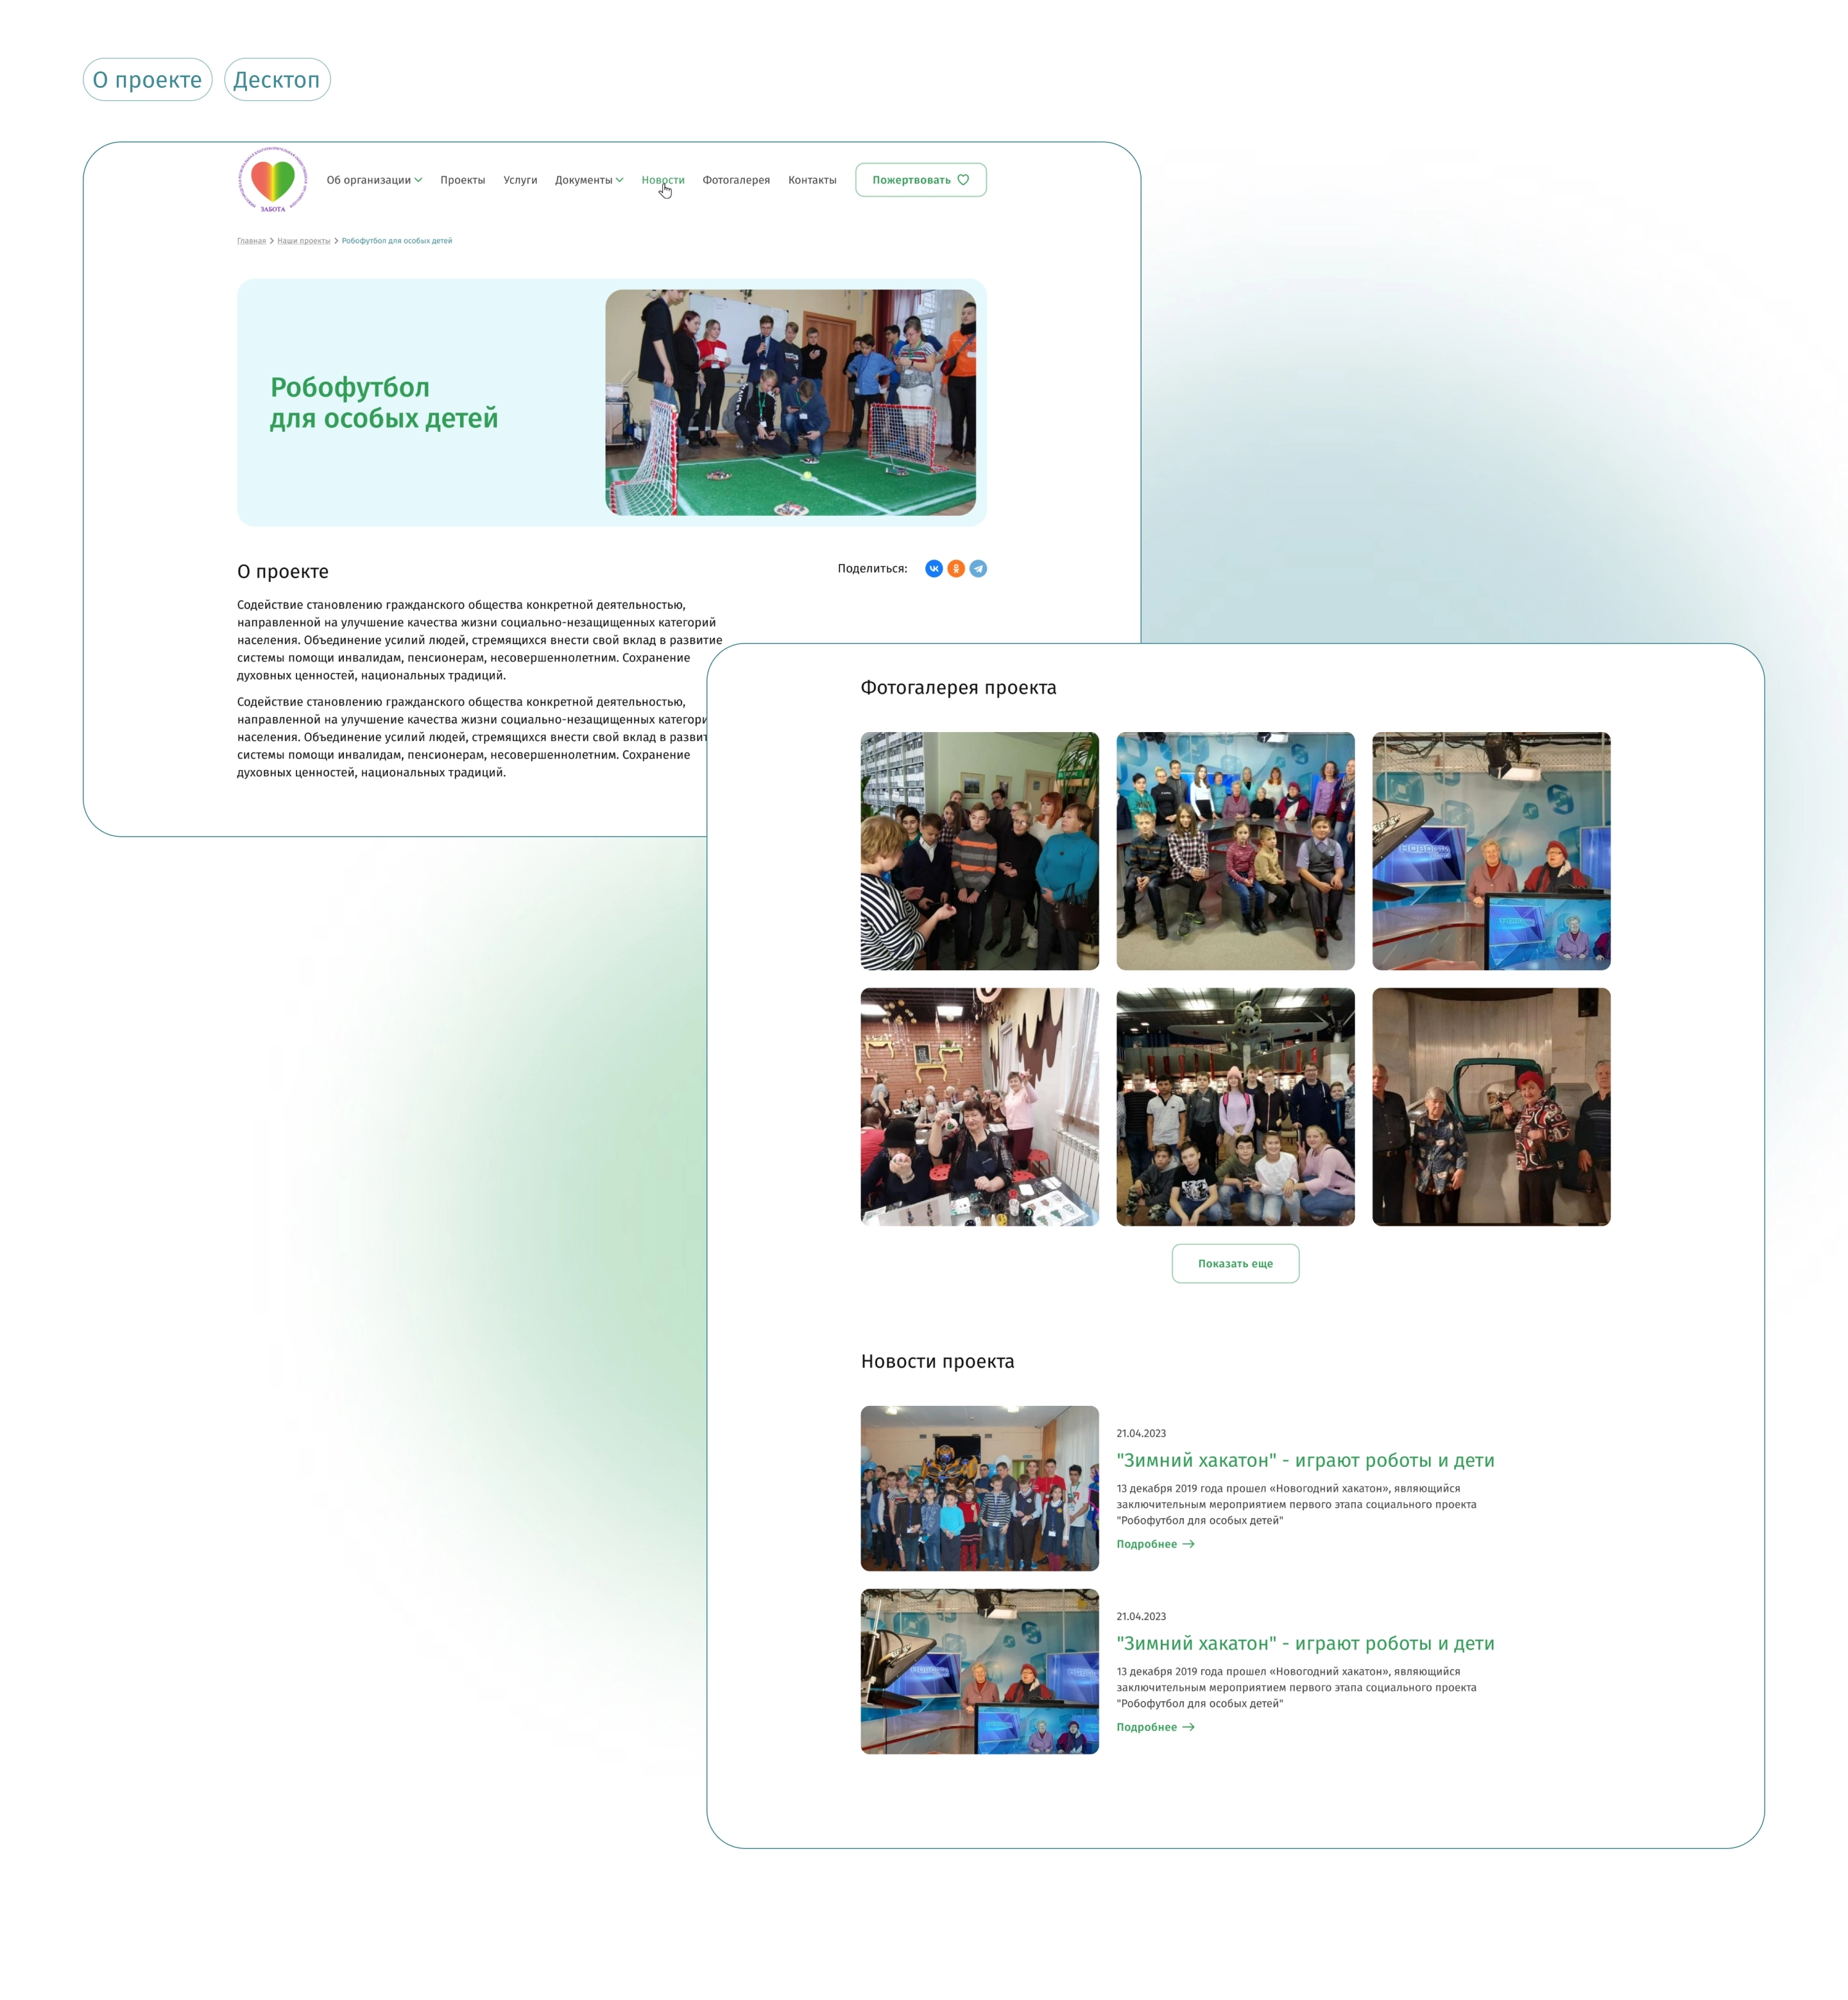 О проекте
Десктоп
ЗАБОТА
Об организации
Проекты
Услуги
Документы
Новости
Фотогалерея
Контакты
Пожертвовать
Главная > Наши проекты > Робофутбол для особых детей
Робофутбол
для особых детей
О проекте
Поделиться:
Содействие становлению гражданского общества конкретной деятельностью,
направленной на улучшение качества жизни социально-незащищенных категорий
населения. Объединение усилий людей, стремящихся внести свой вклад в развитие
системы помощи инвалидам, пенсионерам, несовершеннолетним. Сохранение
духовных ценностей, национальных традиций.
Содействие становлению гражданского общества конкретной деятельностью,
направленной на улучшение качества жизни социально-незащищенных категори
населения. Объединение усилий людей, стремящихся внести свой вклад в развит
системы помощи инвалидам, пенсионерам, несовершеннолетним. Сохранение
духовных ценностей, национальных традиций.
Фотогалерея проекта
НОВОСТИ
Показать еще
Новости проекта
21.04.2023
"Зимний хакатон" - играют роботы и дети
13 декабря 2019 года прошел «Новогодний хакатон», являющийся
заключительным мероприятием первого этапа социального проекта
"Робофутбол для особых детей"
Подробнее
21.04.2023
"Зимний хакатон" - играют роботы и дети
13 декабря 2019 года прошел «Новогодний хакатон», являющийся
заключительным мероприятием первого этапа социального проекта
"Робофутбол для особых детей"
Подробнее